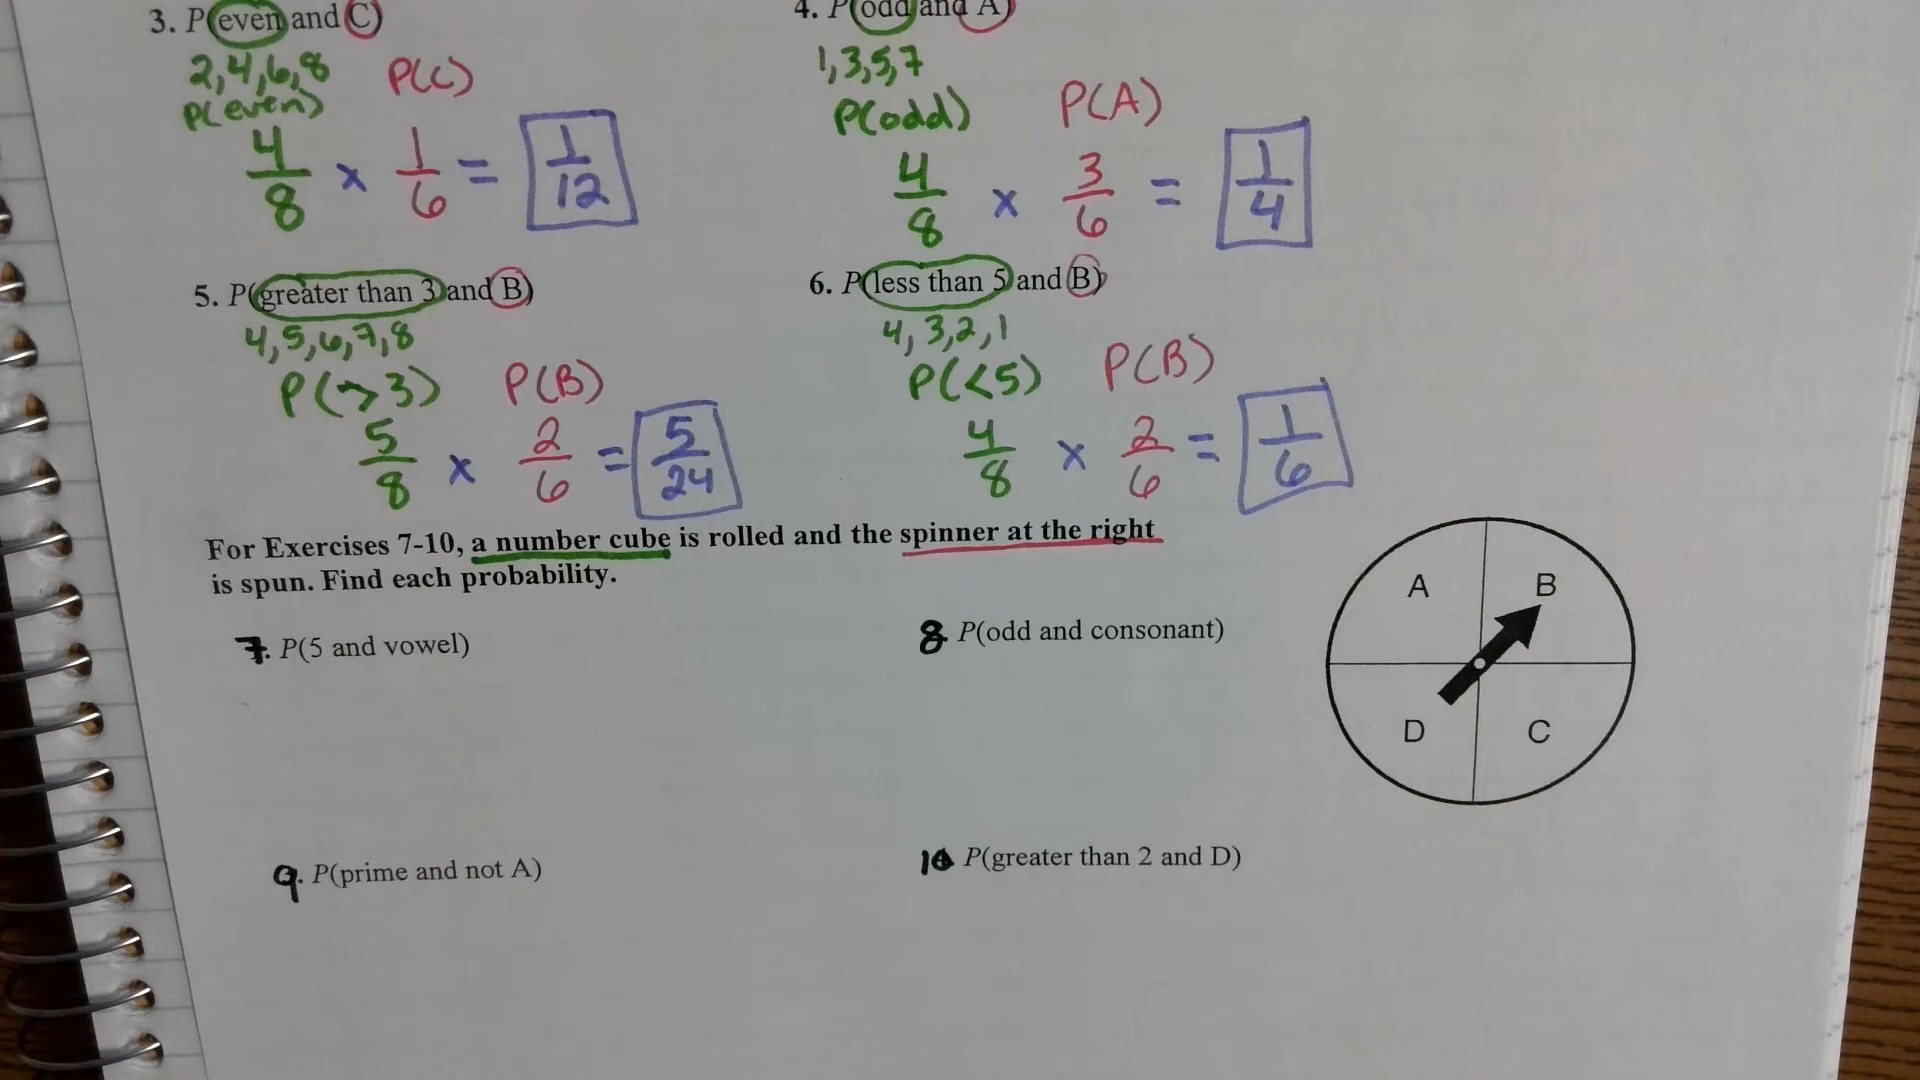 3. P(even and C)
2,4,6,8
P(even)
P(C)
4/8 x 1/6 = 1/12
4. P(odd and A)
1,3,5,7
P(odd)
P(A)
4/8 x 3/6 = 1/4
5. P(greater than 3 and B)
4,5,6,7,8
P(>3)
P(B)
5/8 x 2/6 = 5/24
6. P(less than 5 and B)
4,3,2,1
P(<5)
P(B)
4/8 x 2/6 = 1/6
For Exercises 7-10, a number cube is rolled and the spinner at the right
is spun. Find each probability.
7. P(5 and vowel)
8. P(odd and consonant)
A
B
D
C
9. P(prime and not A)
10 P(greater than 2 and D)